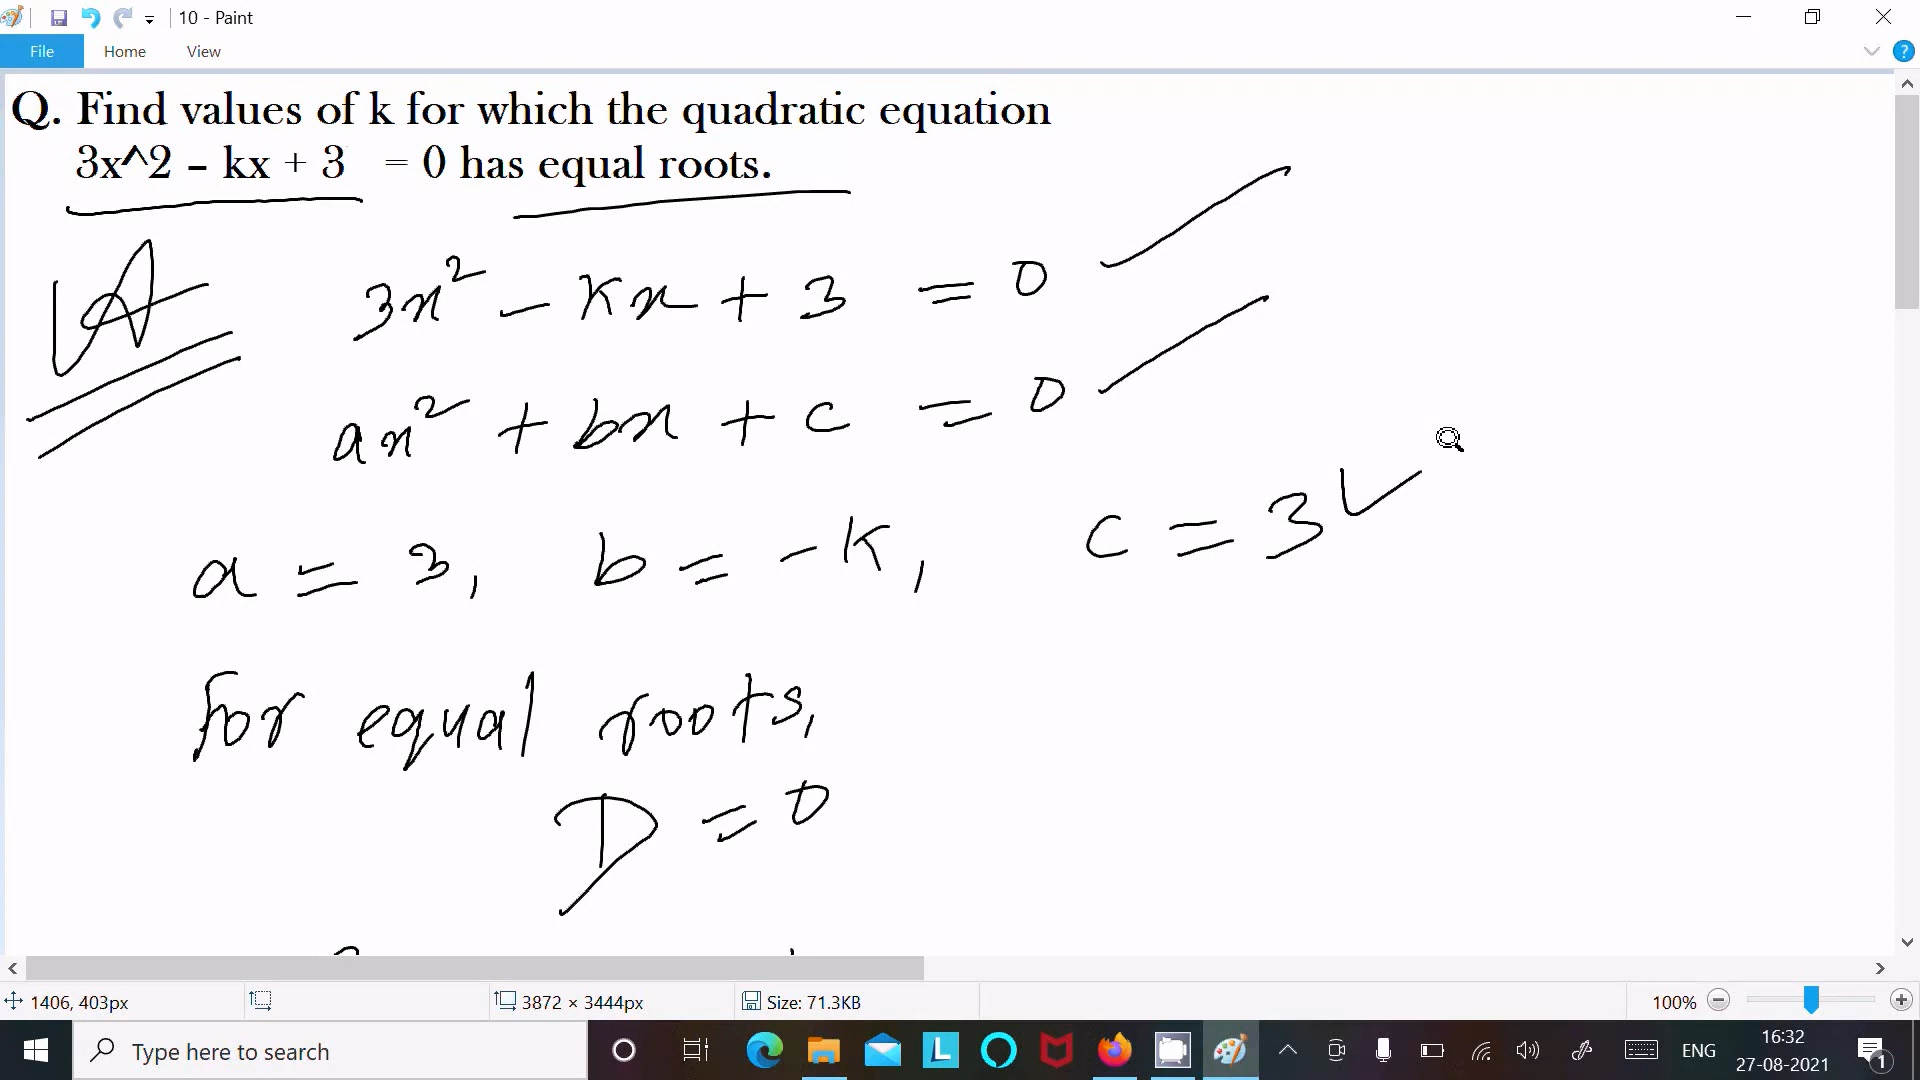 10 - Paint
File Home View
Q. Find values of k for which the quadratic equation
3x^2 – kx + 3 = 0 has equal roots.
A
3x² - kx + 3 = 0
ax² + bx + c = 0
a = 3, b = -k, c = 3
for equal roots,
D = 0
1406, 403px 3872 × 3444px Size: 71.3KB 100%
Type here to search
L
ENG
16:32
27-08-2021
1